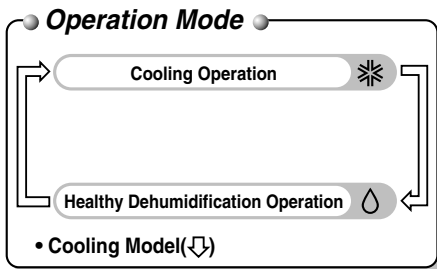 Operation Mode
Cooling Operation
Healthy Dehumidification Operation
• Cooling Model(⇩)